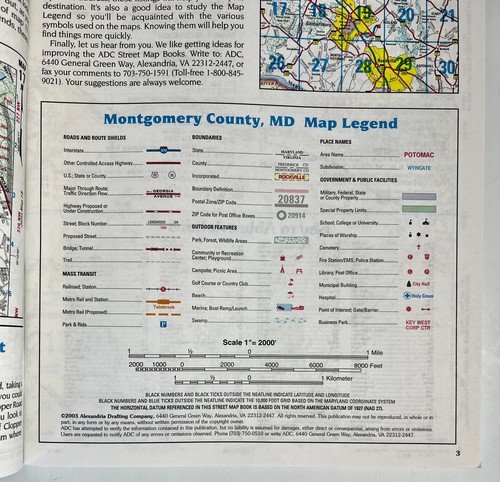 destination. It's also a good idea to study the Map
Legend so you'll be acquainted with the various
symbols used on the maps. Knowing them will help you
find things more quickly.
Finally, let us hear from you. We like getting ideas
for improving the ADC Street Map Books. Write to: ADC,
6440 General Green Way, Alexandria, VA 22312-2447, or
fax your comments to 703-750-1591 (Toll-free 1-800-845-
9021). Your suggestions are always welcome.
17
19
20
21
26
27
28
29
30
Montgomery County, MD Map Legend
ROADS AND ROUTE SHIELDS
Interstate
Other Controlled Access Highway
U.S.; State or County
Major Through Route;
Traffic Direction Flow
GEORGIA
AVENUE
Highway Proposed or
Under Construction
Street; Block Number
Proposed Street
Bridge; Tunnel
Trail
MASS TRANSIT
Railroad; Station
Metro Rail and Station
Twinbrook
Metro Rail (Proposed)
Park & Ride
P
BOUNDARIES
State
MARYLAND
VIRGINIA
County
FREDERICK CO
MONTGOMERY CO
Incorporated
ROCKVILLE
Boundary Definition
Postal Zone/ZIP Code
20837
ZIP Code for Post Office Boxes
20914
OUTDOOR FEATURES
Park, Forest, Wildlife Areas
Community or Recreation
Center; Playground
Campsite; Picnic Area
Golf Course or Country Club
Beach
Marina; Boat Ramp/Launch
Swamp
PLACE NAMES
Area Name
POTOMAC
Subdivision
WYNGATE
GOVERNMENT & PUBLIC FACILITIES
Military, Federal, State
or County Property
Special Property Limits
School; College or University
Places of Worship
Cemetery
Fire Station/EMS; Police Station
Library; Post Office
Municipal Building
City Hall
Hospital
Holy Cross
Point of Interest; Gate/Barrier
Business Park
KEY WEST
CORP CTR
Scale 1"= 2000'
1
½
0
1 Mile
2000
1000
0
2000
4000
6000
8000 Feet
1
½
0
1 Kilometer
BLACK NUMBERS AND BLACK TICKS OUTSIDE THE NEATLINE INDICATE LATITUDE AND LONGITUDE
BLACK NUMBERS AND BLUE TICKS OUTSIDE THE NEATLINE INDICATE THE 10,000 FOOT GRID BASED ON THE MARYLAND COORDINATE SYSTEM
THE HORIZONTAL DATUM REFERENCED IN THIS STREET MAP BOOK IS BASED ON THE NORTH AMERICAN DATUM OF 1927 (NAD 27).
©2003 Alexandria Drafting Company, 6440 General Green Way, Alexandria, VA 22312-2447. All rights reserved. This publication may not be reproduced, in whole or in
part, in any form or by any means, without written permission of the copyright owner.
ADC has attempted to verify the information contained in this publication, but no liability is assumed for damages, either direct or consequential, arising from errors or omissions.
Users are requested to notify ADC of any errors or omissions observed. Phone (703) 750-0510 or write ADC, 6440 General Green Way, Alexandria, VA 22312-2447.
3